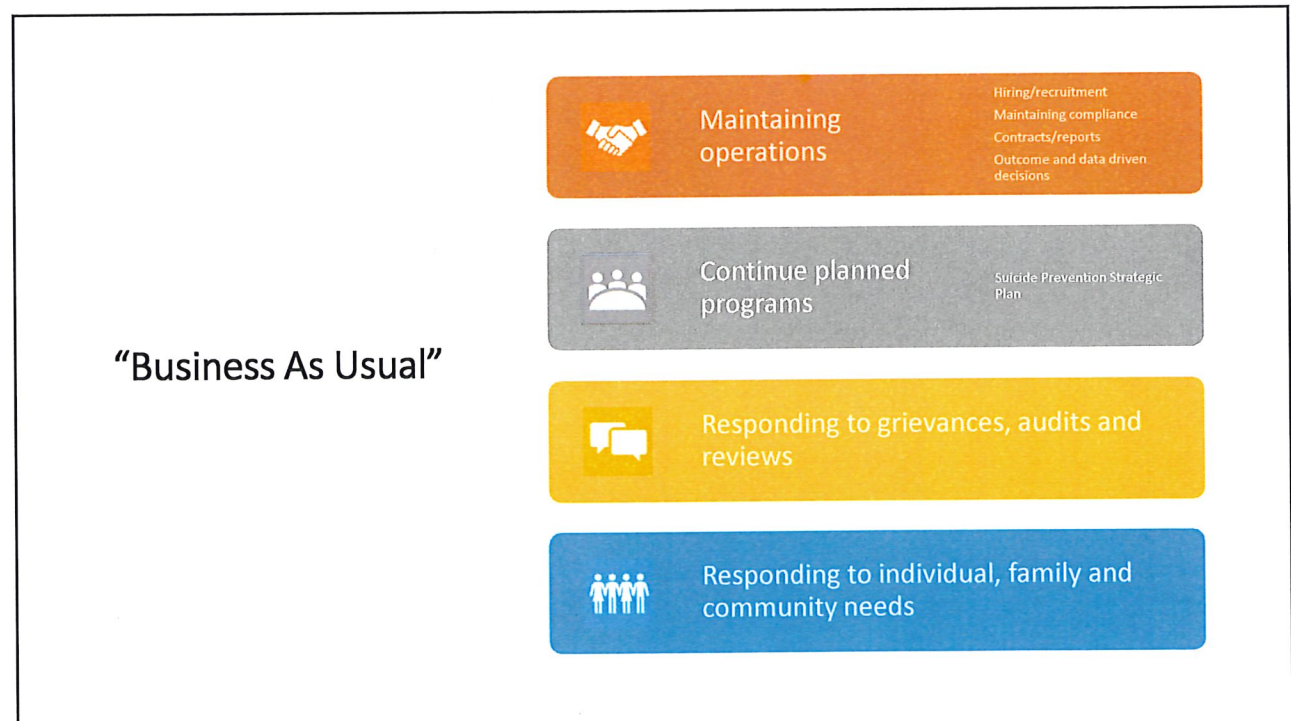 “Business As Usual”
Maintaining
operations
Hiring/recruitment
Maintaining compliance
Contracts/reports
Outcome and data driven
decisions
Continue planned
programs
Suicide Prevention Strategic
Plan
Responding to grievances, audits and
reviews
Responding to individual, family and
community needs